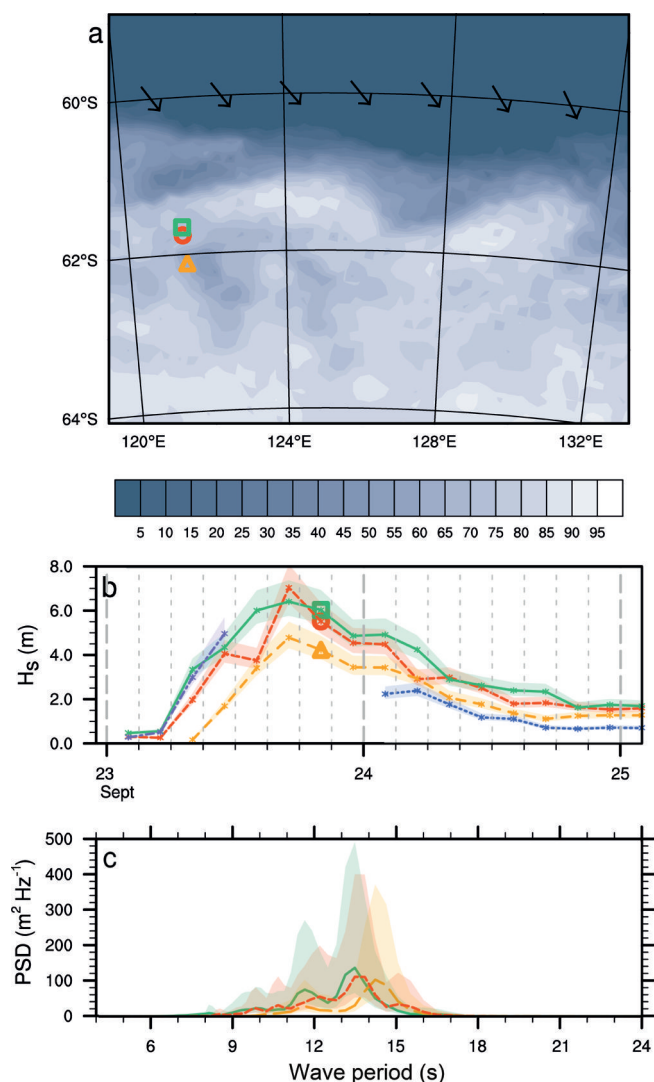 a
60°S
62°S
64°S
120°E 124°E 128°E 132°E
5 10 15 20 25 30 35 40 45 50 55 60 65 70 75 80 85 90 95
b
8.0
6.0
4.0
2.0
0.0
Hs (m)
23 24 25
Sept
c
500
400
300
200
100
0
PSD (m² Hz⁻¹)
6 9 12 15 18 21 24
Wave period (s)